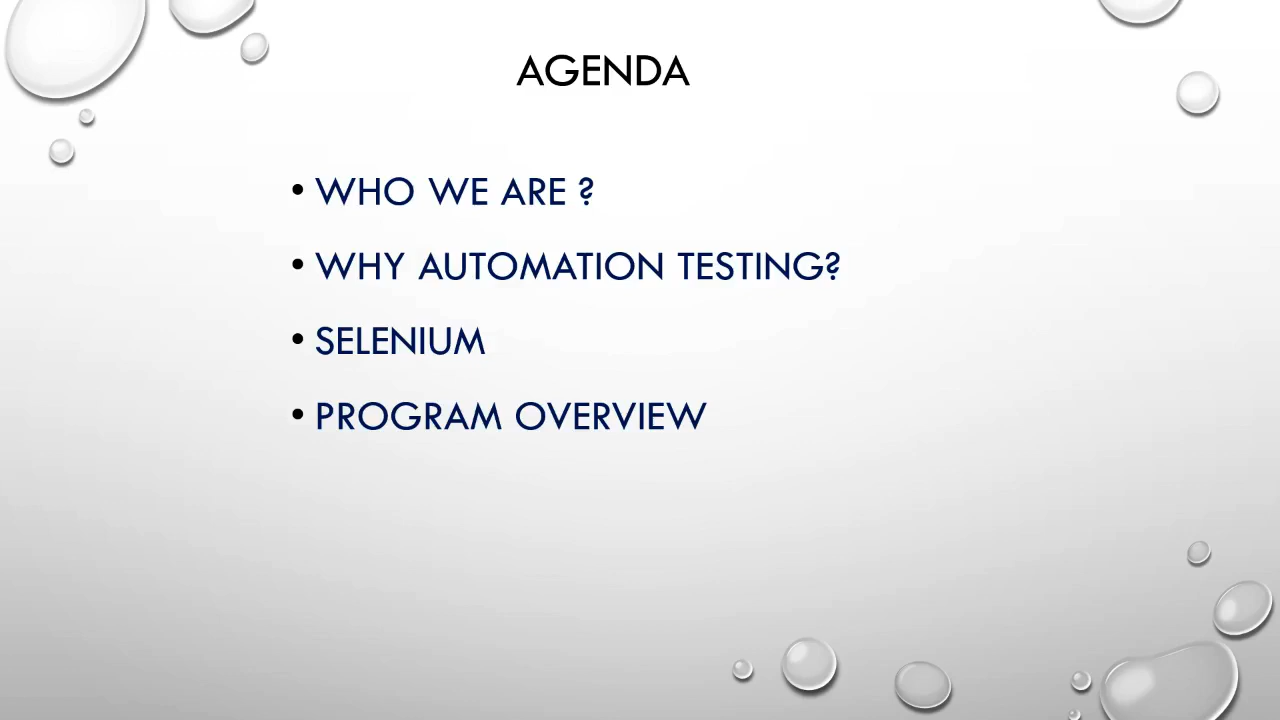 AGENDA
• WHO WE ARE ?
• WHY AUTOMATION TESTING?
• SELENIUM
• PROGRAM OVERVIEW